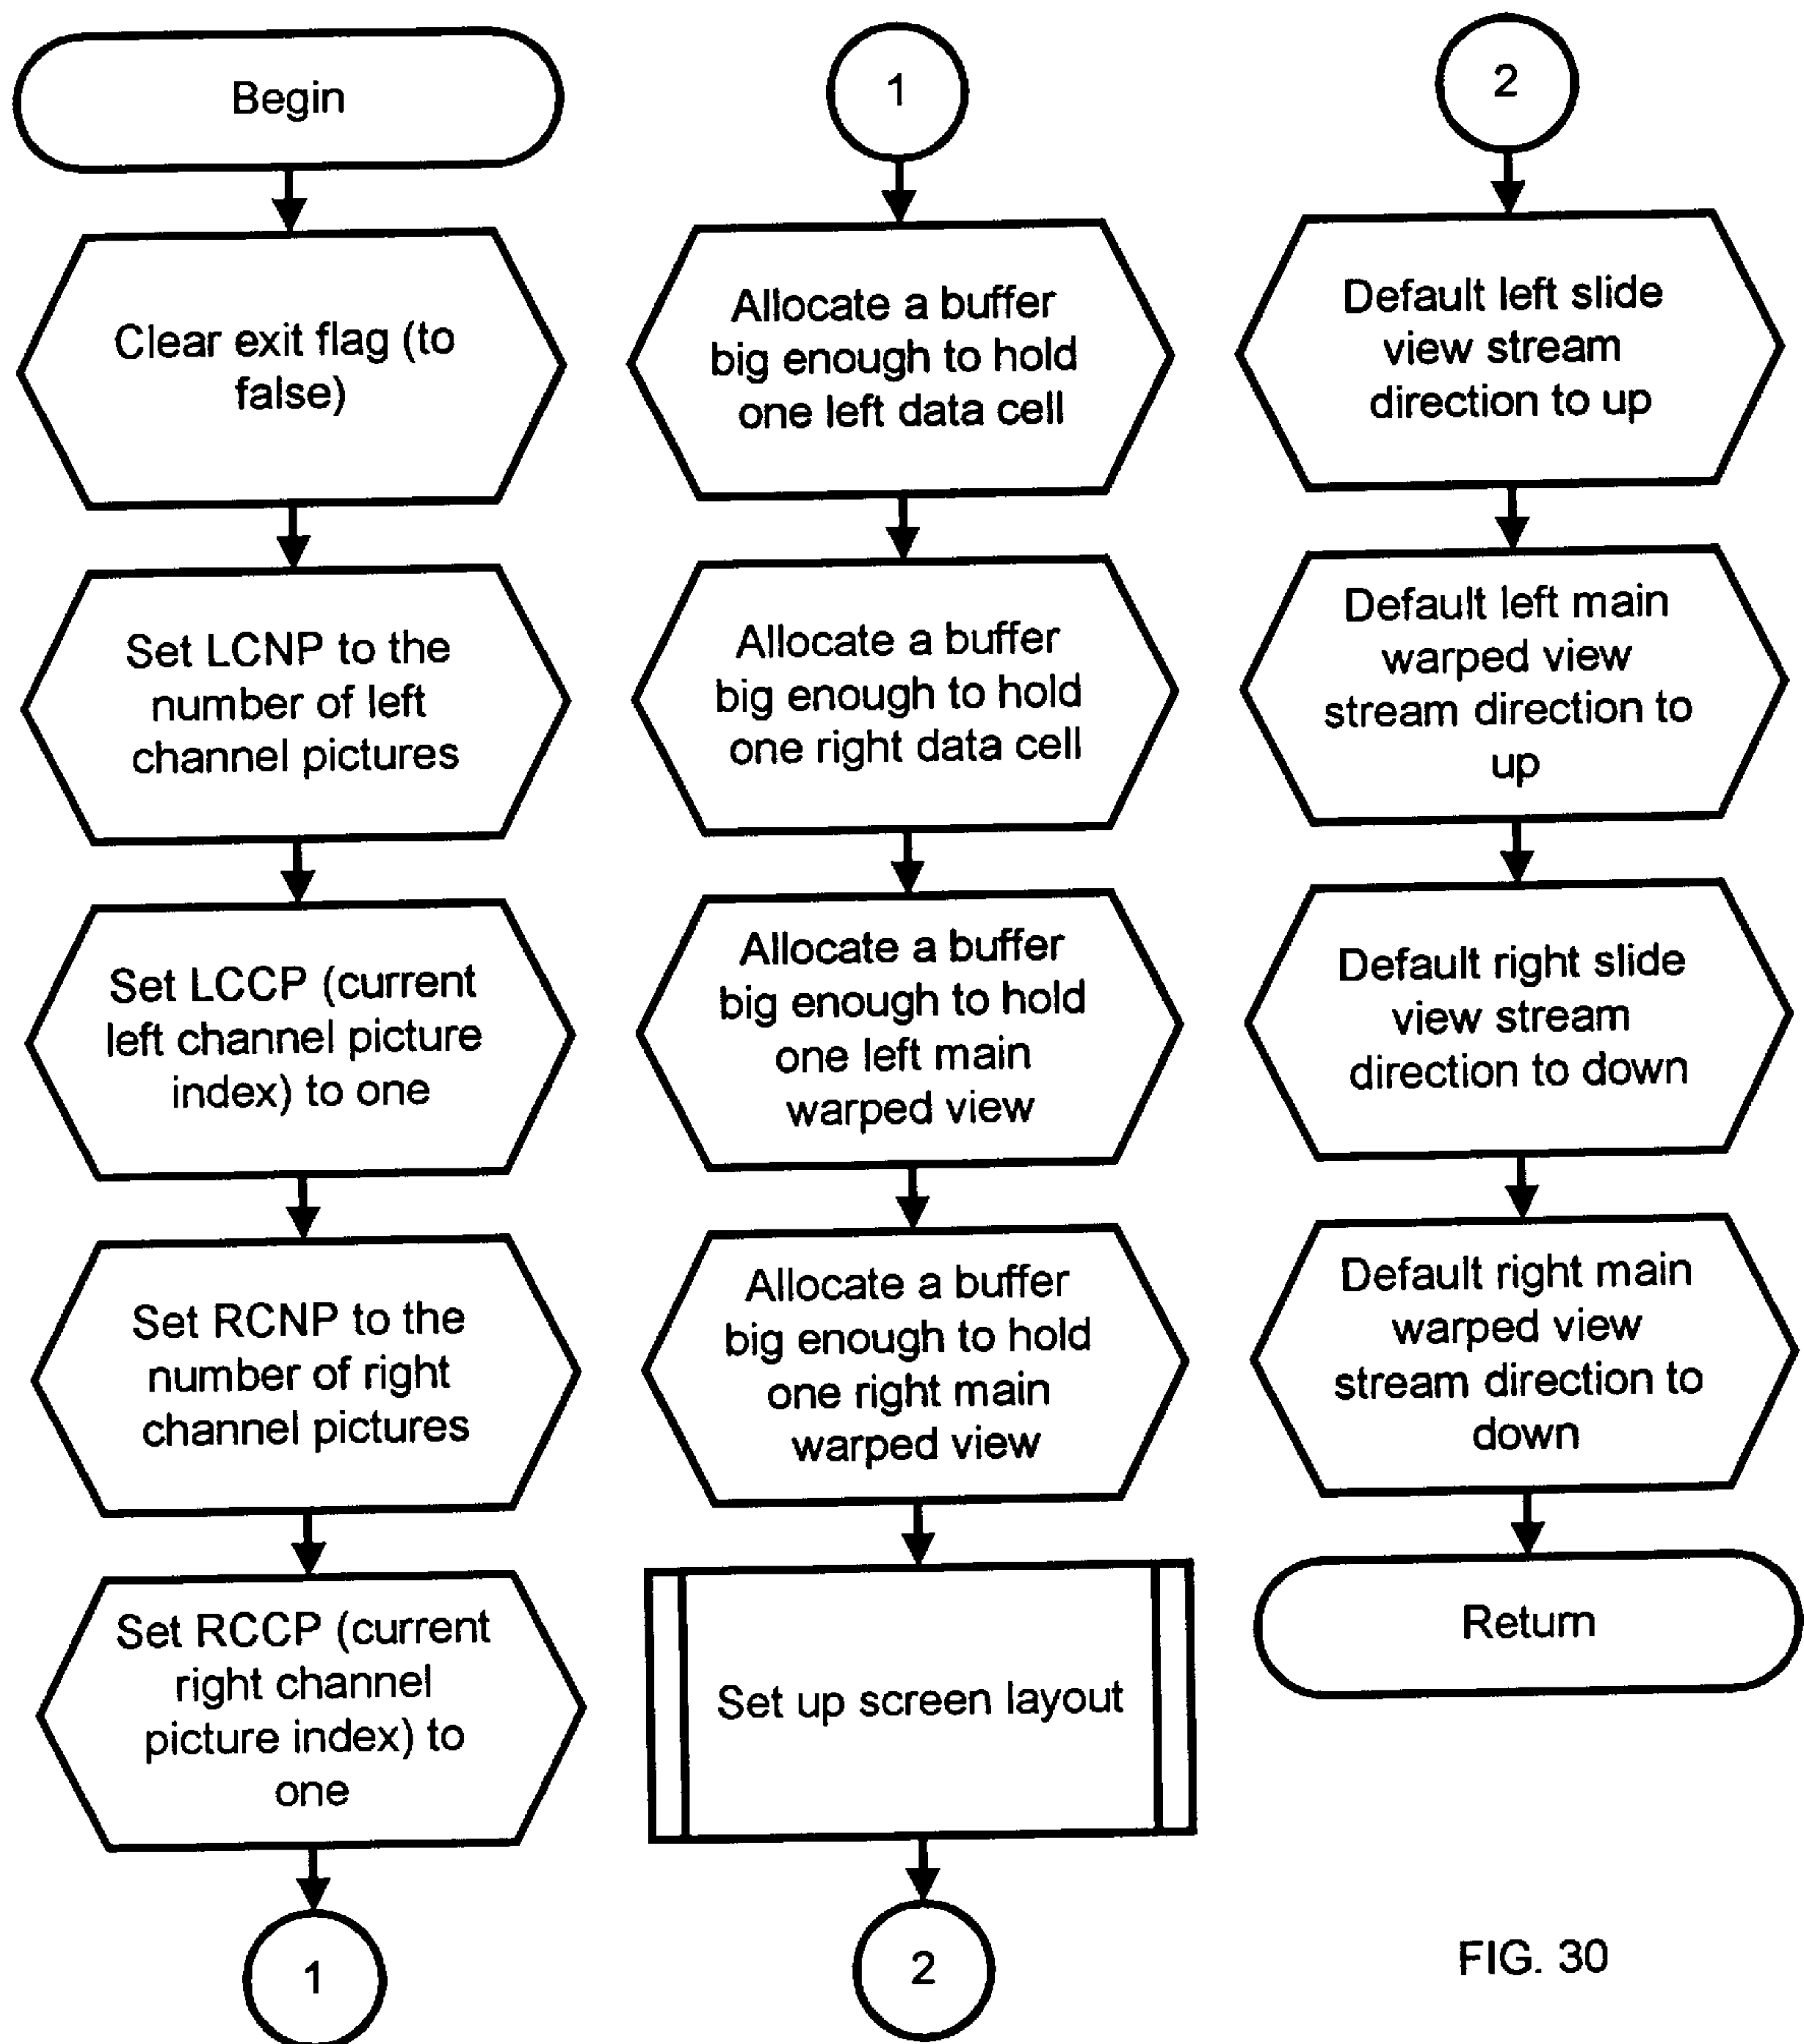 Begin
Clear exit flag (to
false)
Set LCNP to the
number of left
channel pictures
Set LCCP (current
left channel picture
index) to one
Set RCNP to the
number of right
channel pictures
Set RCCP (current
right channel
picture index) to
one
1
1
Allocate a buffer
big enough to hold
one left data cell
Allocate a buffer
big enough to hold
one right data cell
Allocate a buffer
big enough to hold
one left main
warped view
Allocate a buffer
big enough to hold
one right main
warped view
Set up screen layout
2
2
Default left slide
view stream
direction to up
Default left main
warped view
stream direction to
up
Default right slide
view stream
direction to down
Default right main
warped view
stream direction to
down
Return
FIG. 30